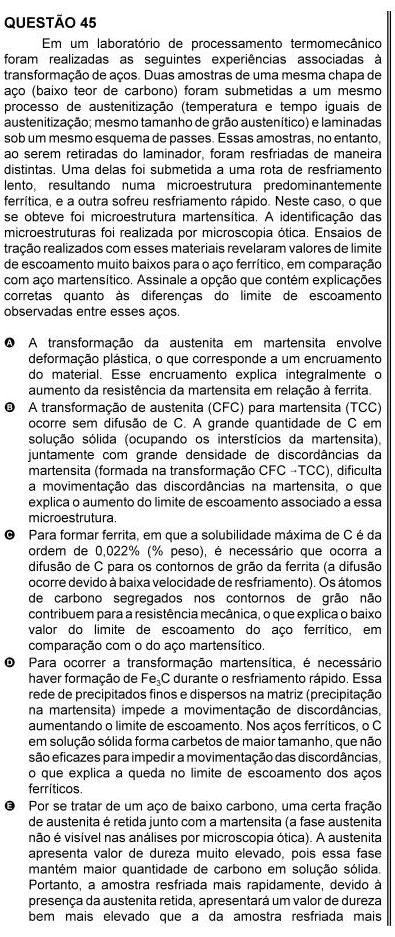 QUESTÃO 45
Em um laboratório de processamento termomecânico
foram realizadas as seguintes experiências associadas à
transformação de aços. Duas amostras de uma mesma chapa de
aço (baixo teor de carbono) foram submetidas a um mesmo
processo de austenitização (temperatura e tempo iguais de
austenitização; mesmo tamanho de grão austenítico) e laminadas
sob um mesmo esquema de passes. Essas amostras, no entanto,
ao serem retiradas do laminador, foram resfriadas de maneira
distintas. Uma delas foi submetida a uma rota de resfriamento
lento, resultando numa microestrutura predominantemente
ferrítica, e a outra sofreu resfriamento rápido. Neste caso, o que
se obteve foi microestrutura martensítica. A identificação das
microestruturas foi realizada por microscopia ótica. Ensaios de
tração realizados com esses materiais revelaram valores de limite
de escoamento muito baixos para o aço ferrítico, em comparação
com aço martensítico. Assinale a opção que contém explicações
corretas quanto às diferenças do limite de escoamento
observadas entre esses aços.
A A transformação da austenita em martensita envolve
deformação plástica, o que corresponde a um encruamento
do material. Esse encruamento explica integralmente o
aumento da resistência da martensita em relação à ferrita.
B A transformação de austenita (CFC) para martensita (TCC)
ocorre sem difusão de C. A grande quantidade de C em
solução sólida (ocupando os interstícios da martensita),
juntamente com grande densidade de discordâncias da
martensita (formada na transformação CFC →TCC), dificulta
a movimentação das discordâncias na martensita, o que
explica o aumento do limite de escoamento associado a essa
microestrutura.
C Para formar ferrita, em que a solubilidade máxima de C é da
ordem de 0,022% (% peso), é necessário que ocorra a
difusão de C para os contornos de grão da ferrita (a difusão
ocorre devido à baixa velocidade de resfriamento). Os átomos
de carbono segregados nos contornos de grão não
contribuem para a resistência mecânica, o que explica o baixo
valor do limite de escoamento do aço ferrítico, em
comparação com o do aço martensítico.
D Para ocorrer a transformação martensítica, é necessário
haver formação de Fe₃C durante o resfriamento rápido. Essa
rede de precipitados finos e dispersos na matriz (precipitação
na martensita) impede a movimentação de discordâncias,
aumentando o limite de escoamento. Nos aços ferríticos, o C
em solução sólida forma carbetos de maior tamanho, que não
são eficazes para impedir a movimentação das discordâncias,
o que explica a queda no limite de escoamento dos aços
ferríticos.
E Por se tratar de um aço de baixo carbono, uma certa fração
de austenita é retida junto com a martensita (a fase austenita
não é visível nas análises por microscopia ótica). A austenita
apresenta valor de dureza muito elevado, pois essa fase
mantém maior quantidade de carbono em solução sólida.
Portanto, a amostra resfriada mais rapidamente, devido à
presença da austenita retida, apresentará um valor de dureza
bem mais elevado que a da amostra resfriada mais